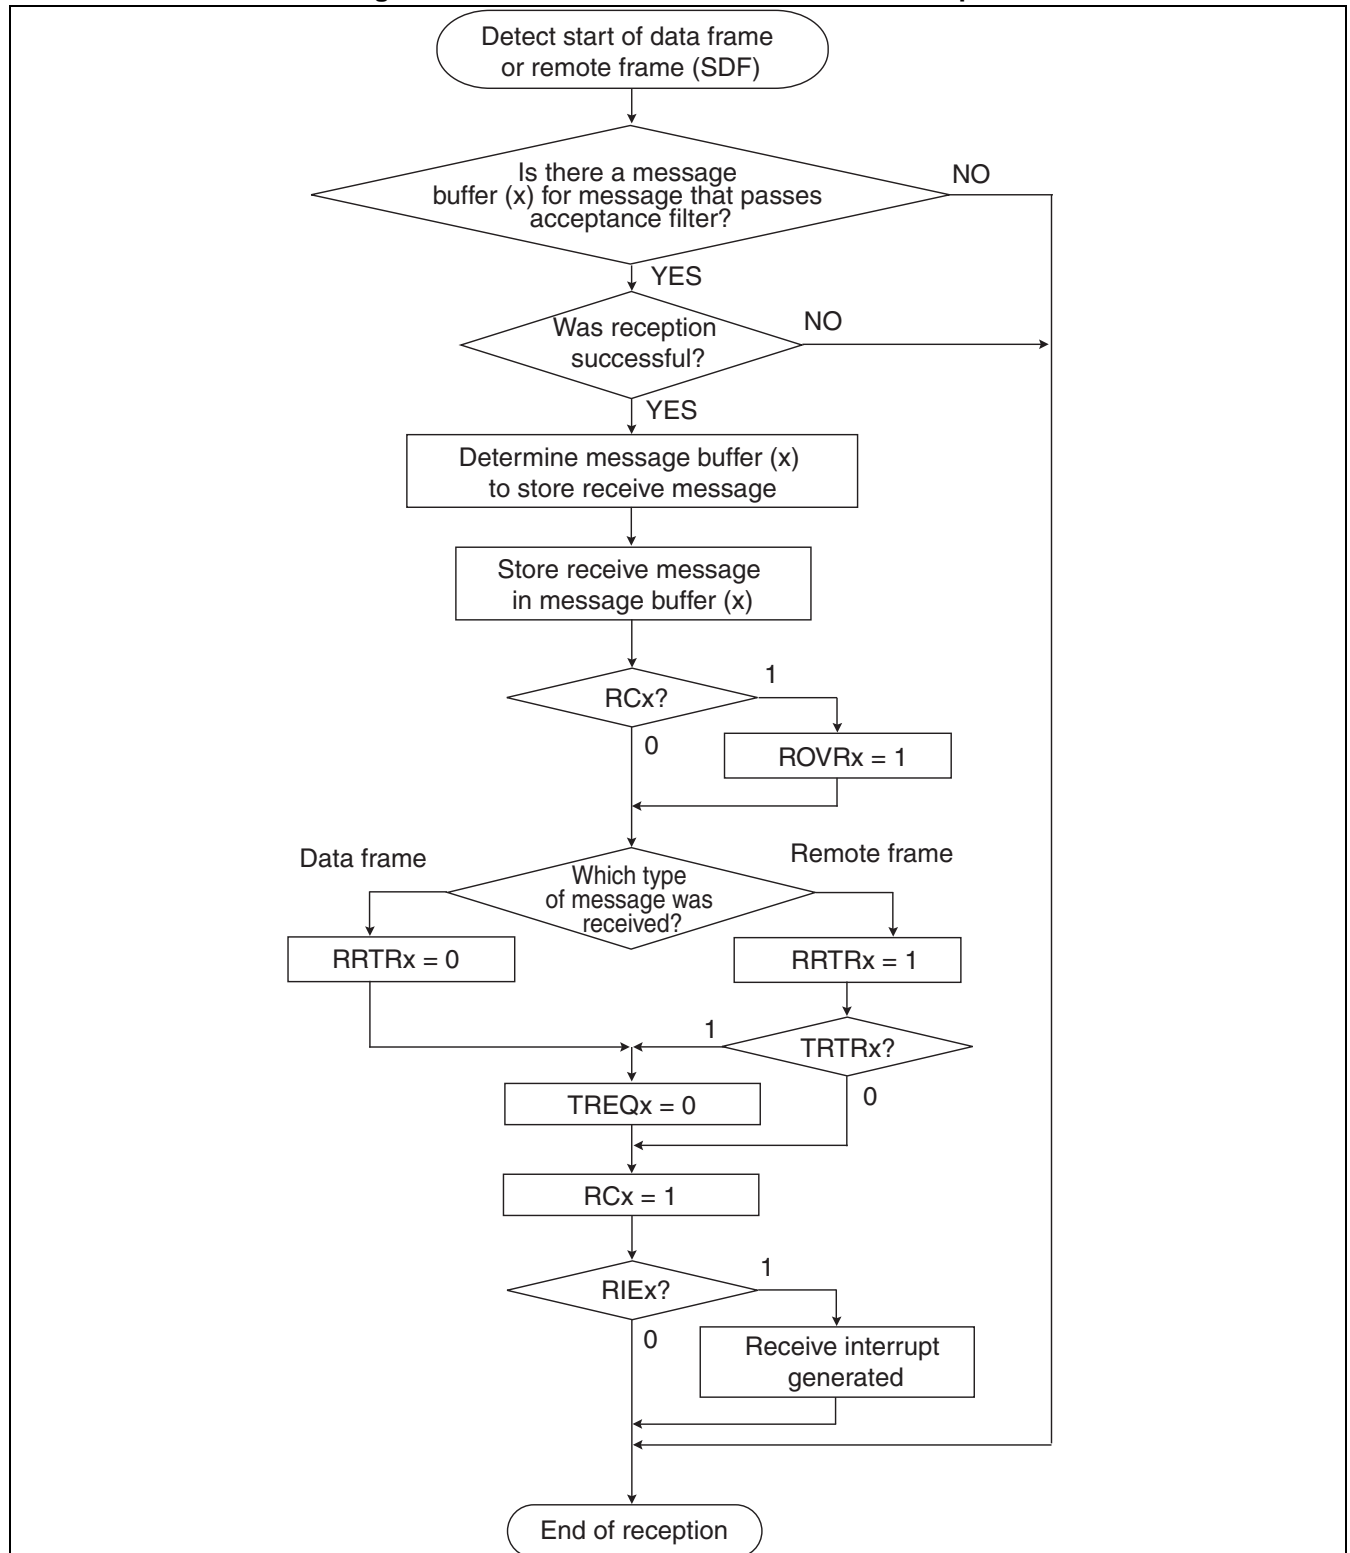 Detect start of data frame
or remote frame (SDF)
Is there a message
buffer (x) for message that passes
acceptance filter?
NO
YES
Was reception
successful?
NO
YES
Determine message buffer (x)
to store receive message
Store receive message
in message buffer (x)
RCx?
1
0
ROVRx = 1
Data frame
Remote frame
Which type
of message was
received?
RRTRx = 0
RRTRx = 1
1
TRTRx?
0
TREQx = 0
RCx = 1
RIEx?
1
0
Receive interrupt
generated
End of reception